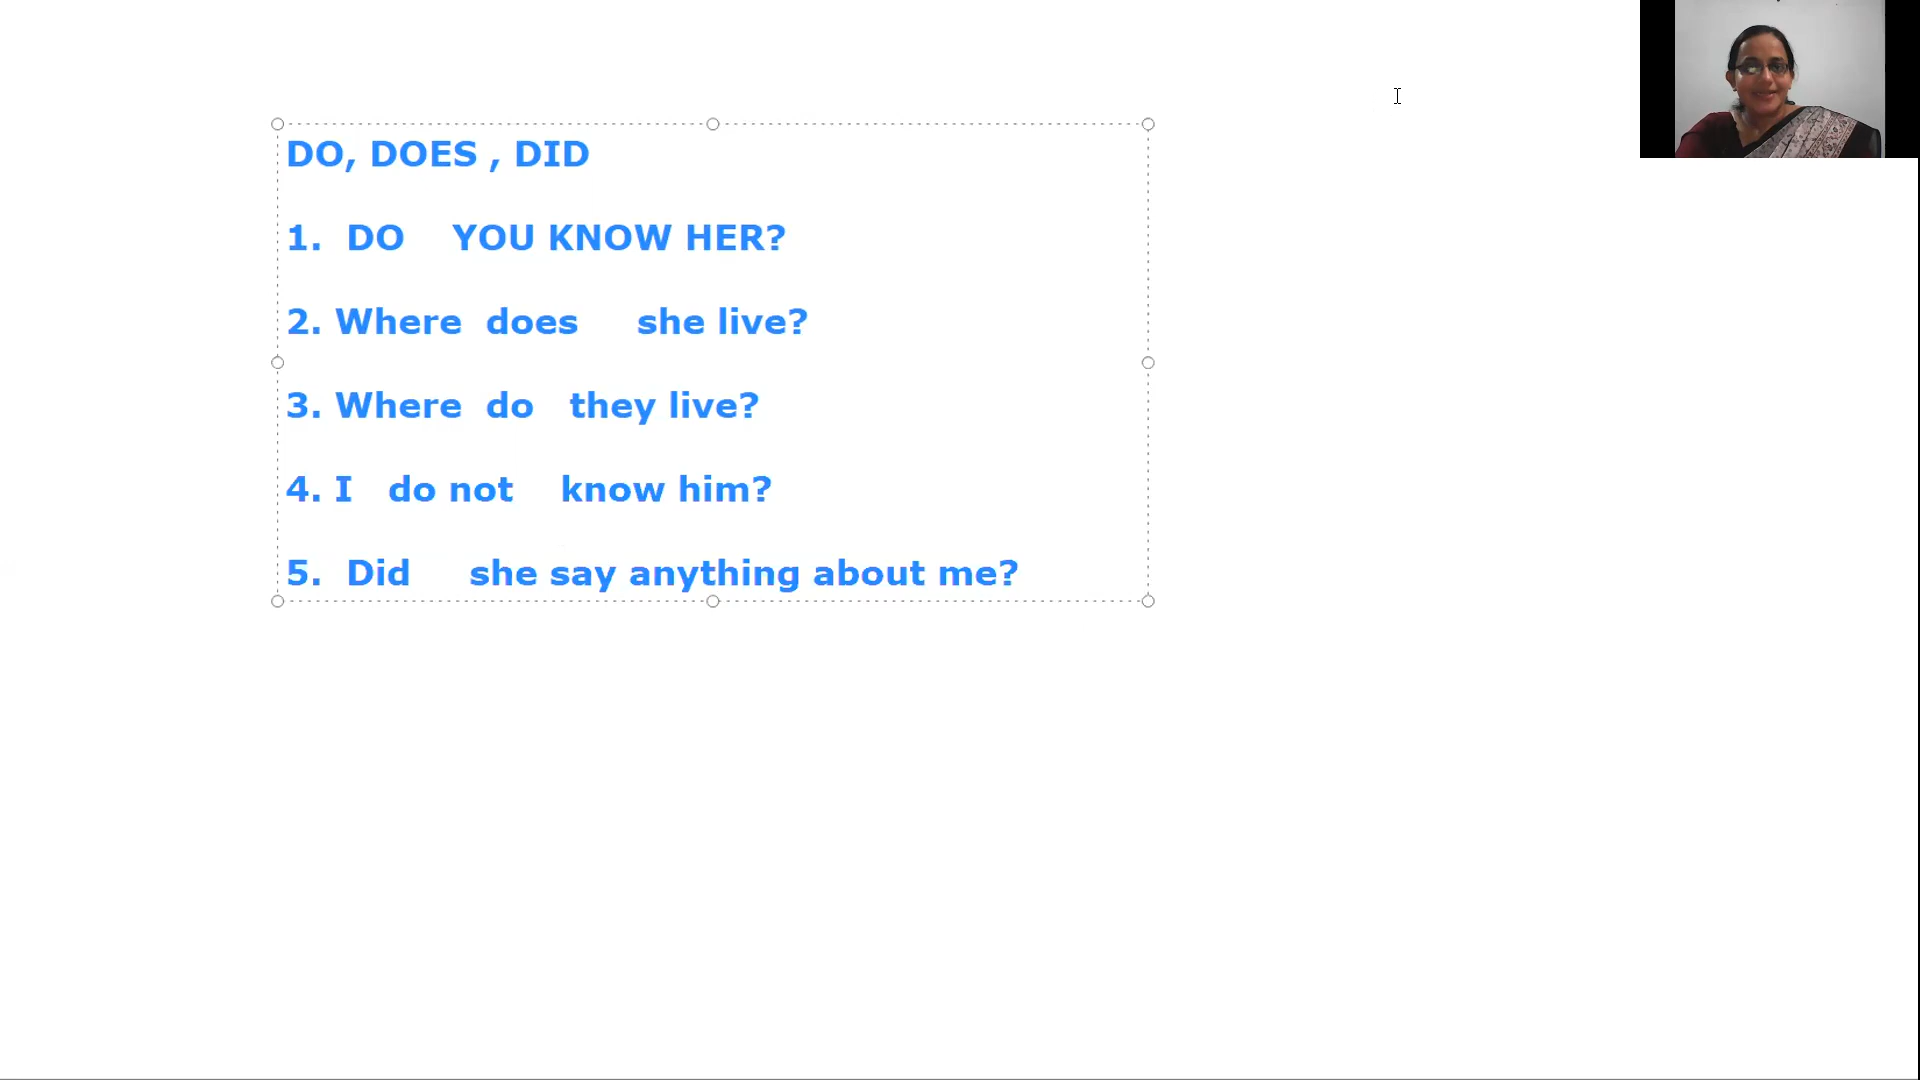 DO, DOES , DID
1. DO YOU KNOW HER?
2. Where does she live?
3. Where do they live?
4. I do not know him?
5. Did she say anything about me?